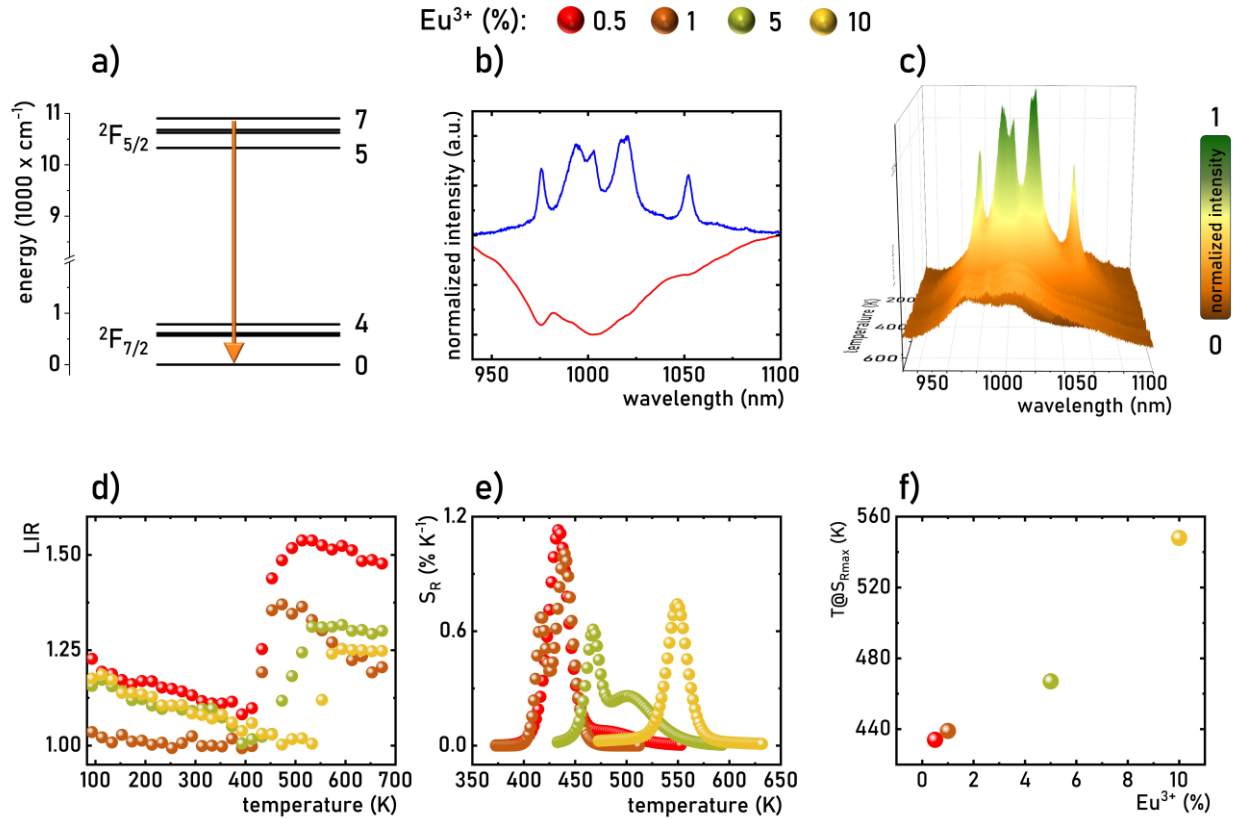 Eu³⁺ (%): 0.5 1 5 10
a)
b)
c)
energy (1000 x cm⁻¹)
11
10
9
1
0
²F₅/₂
²F₇/₂
7
5
4
0
normalized intensity (a.u.)
950 1000 1050 1100
wavelength (nm)
temperature (K)
200
400
600
950 1000 1050 1100
wavelength (nm)
1
normalized intensity
0
d)
e)
f)
LIR
1.50
1.25
1.00
100 200 300 400 500 600 700
temperature (K)
S_R (% K⁻¹)
1.2
0.6
0.0
350 400 450 500 550 600 650
temperature (K)
T@S_Rmax (K)
560
520
480
440
0 2 4 6 8 10
Eu³⁺ (%)